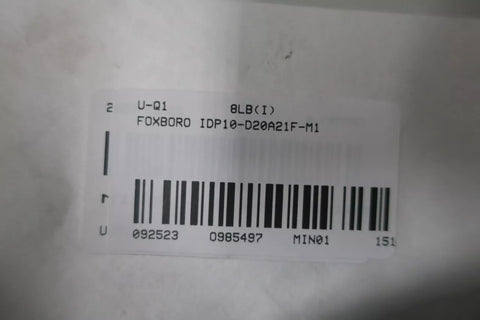 2
U-Q1 8LB(I)
FOXBORO IDP10-D20A21F-M1
U
092523 0985497 MIN01 151